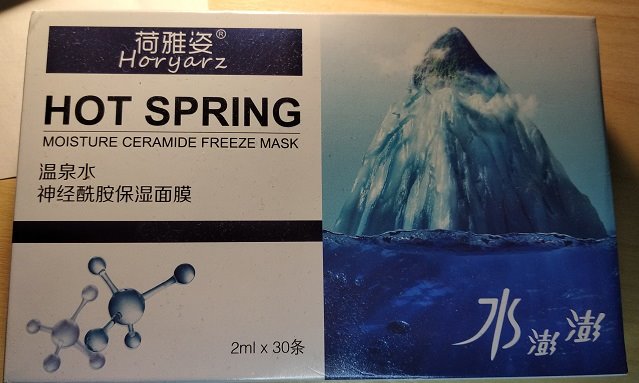 荷雅姿®
Horyarz
HOT SPRING
MOISTURE CERAMIDE FREEZE MASK
温泉水
神经酰胺保湿面膜
2ml x 30条
水澎澎